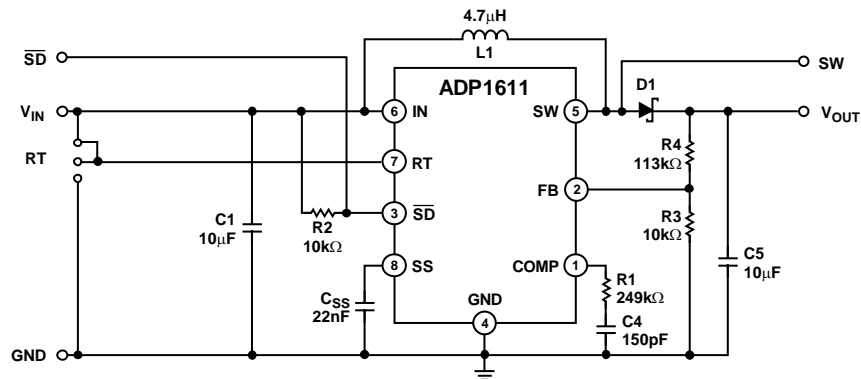 4.7μH
L1
SD
ADP1611
SW
D1
VIN
6
IN
SW
5
VOUT
R4
113kΩ
RT
7
RT
FB
2
C1
10μF
R2
10kΩ
3
SD
R3
10kΩ
8
SS
COMP
1
C5
10μF
CSS
22nF
GND
4
R1
249kΩ
C4
150pF
GND